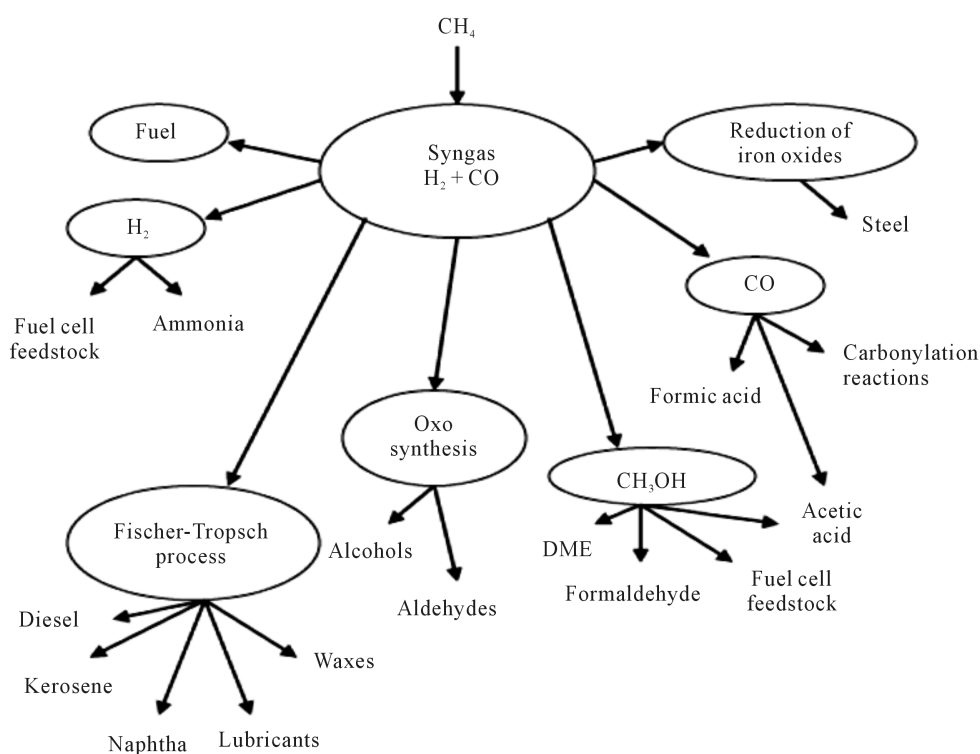 CH₄
Syngas
H₂ + CO
Fuel
Reduction of
iron oxides
H₂
Steel
CO
Fuel cell
feedstock
Ammonia
Carbonylation
reactions
Formic acid
Oxo
synthesis
CH₃OH
Acetic
acid
Fischer-Tropsch
process
Alcohols
DME
Aldehydes
Formaldehyde
Fuel cell
feedstock
Diesel
Kerosene
Waxes
Naphtha
Lubricants